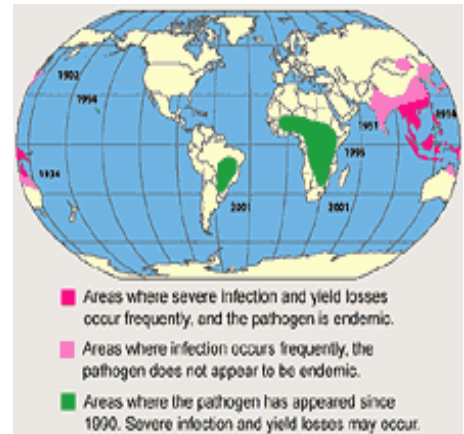 1902
1994
1934
2001
2001
1951
1914
1996
Areas where severe Infection and yield losses
occur frequently, and the pathogen is endemic.
Areas where infection occurs frequently, the
pathogen does not appear to be endemic.
Areas where the pathogen has appeared since
1990. Severe infection and yield losses may occur.